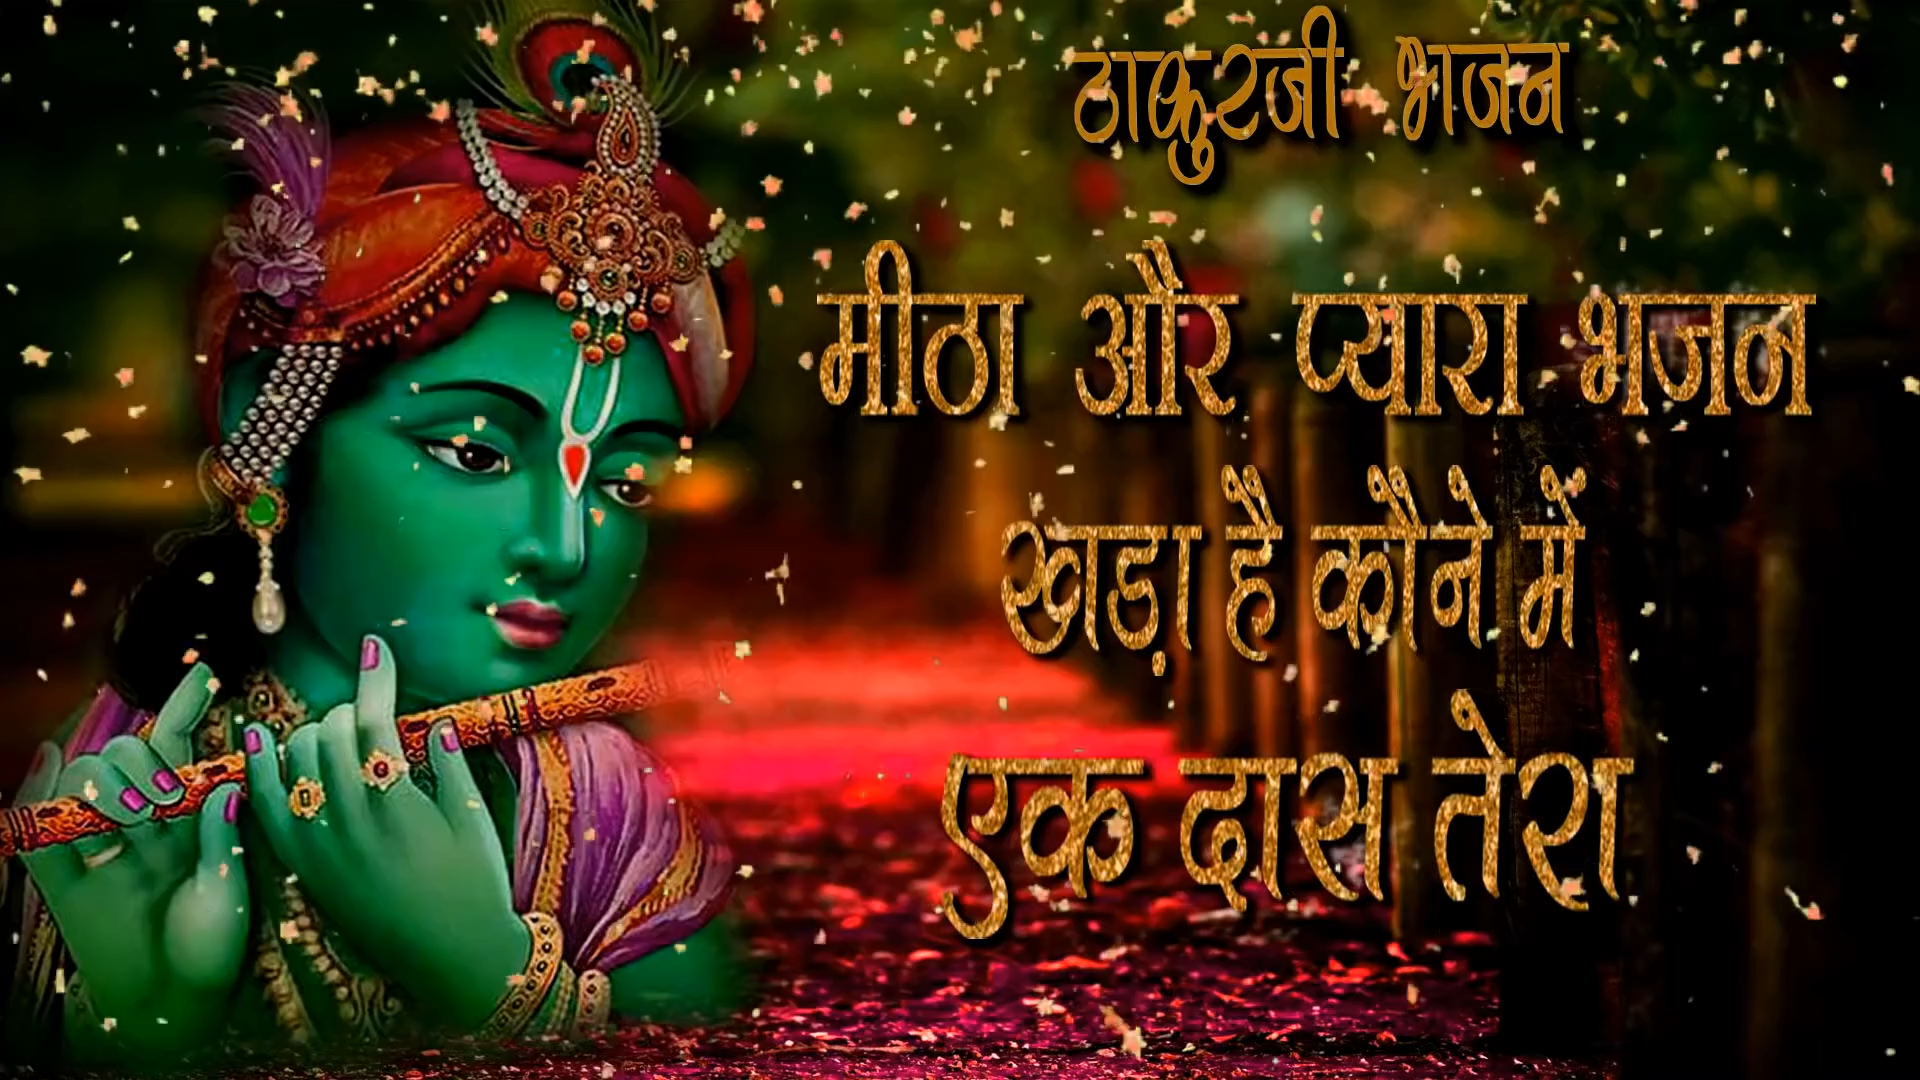 ठाकुरजी भजन
मीठा और प्यारा भजन
खड़ा है कौने में
एक दास तेरा